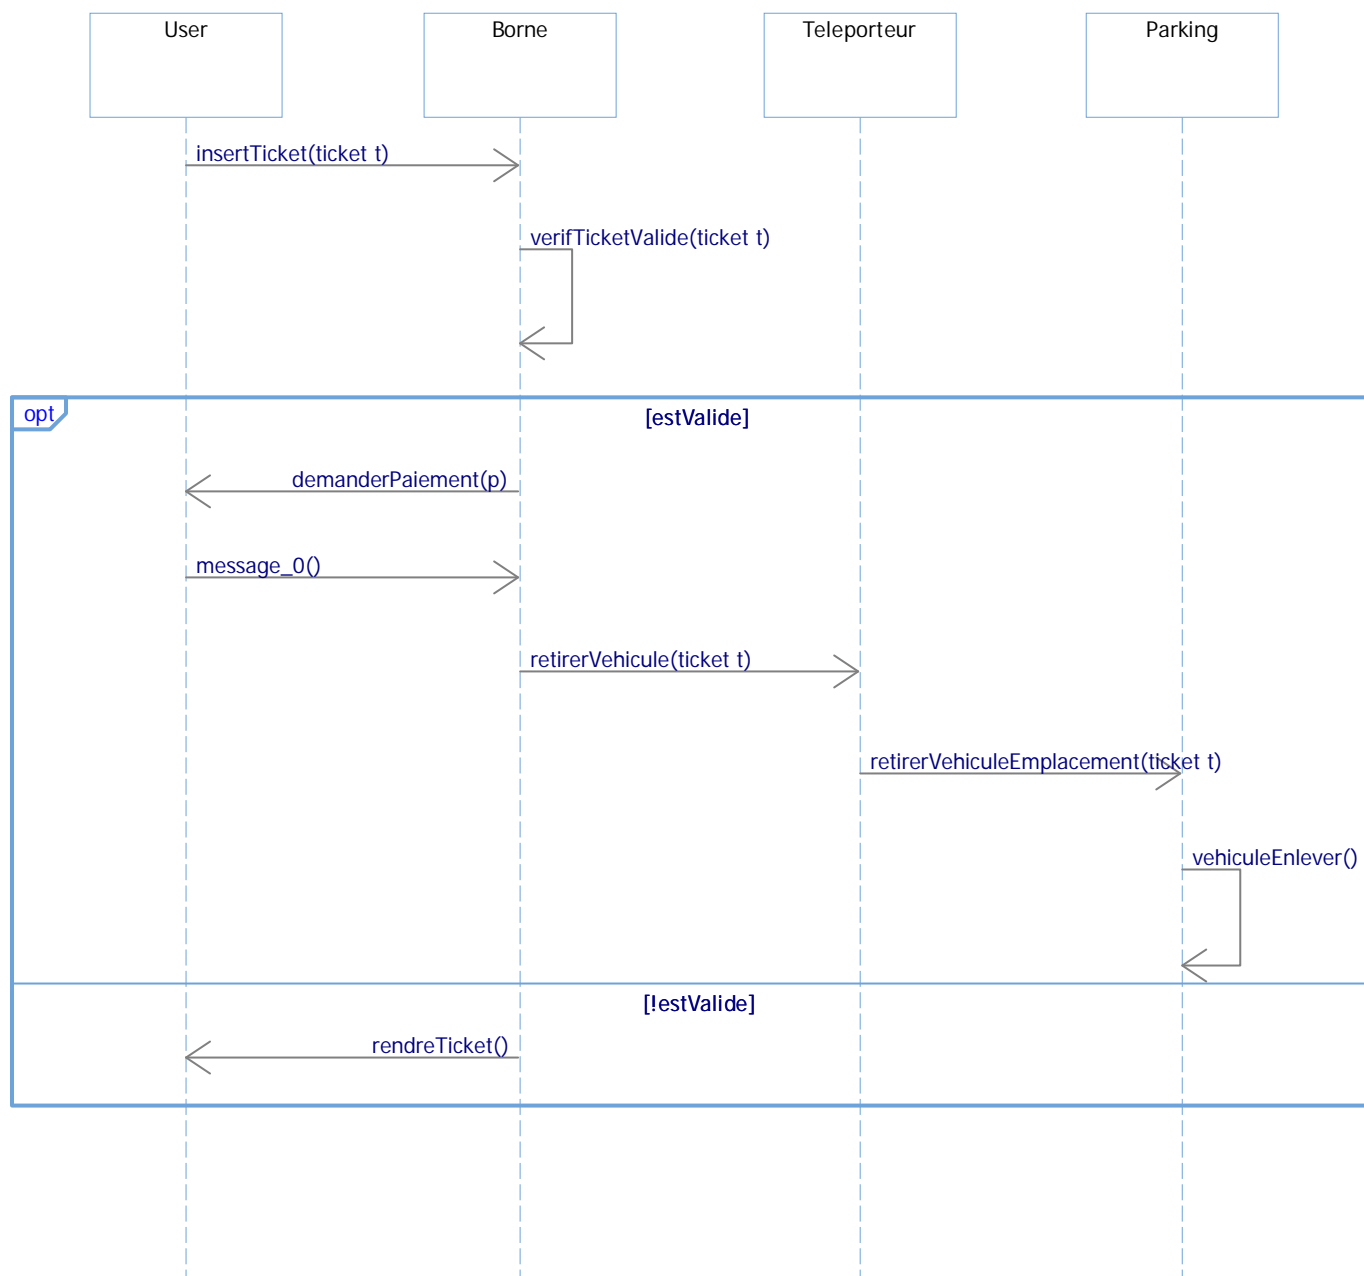 User
Borne
Teleporteur
Parking
insertTicket(ticket t)
verifTicketValide(ticket t)
opt
[estValide]
demanderPaiement(p)
message_0()
retirerVehicule(ticket t)
retirerVehiculeEmplacement(ticket t)
vehiculeEnlever()
[!estValide]
rendreTicket()